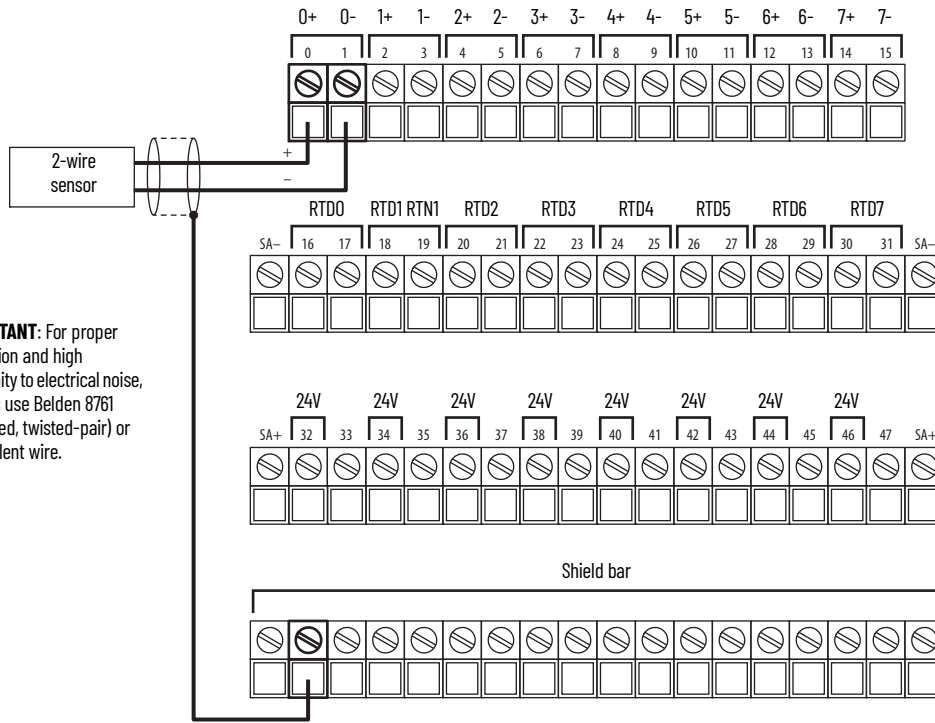 0+ 0- 1+ 1- 2+ 2- 3+ 3- 4+ 4- 5+ 5- 6+ 6- 7+ 7-
0 1 2 3 4 5 6 7 8 9 10 11 12 13 14 15
2-wire
sensor
+
–
RTD0 RTD1 RTN1 RTD2 RTD3 RTD4 RTD5 RTD6 RTD7
SA– 16 17 18 19 20 21 22 23 24 25 26 27 28 29 30 31 SA–
TANT: For proper
ion and high
ity to electrical noise,
s use Belden 8761
ed, twisted-pair) or
lent wire.
24V 24V 24V 24V 24V 24V 24V 24V
SA+ 32 33 34 35 36 37 38 39 40 41 42 43 44 45 46 47 SA+
Shield bar